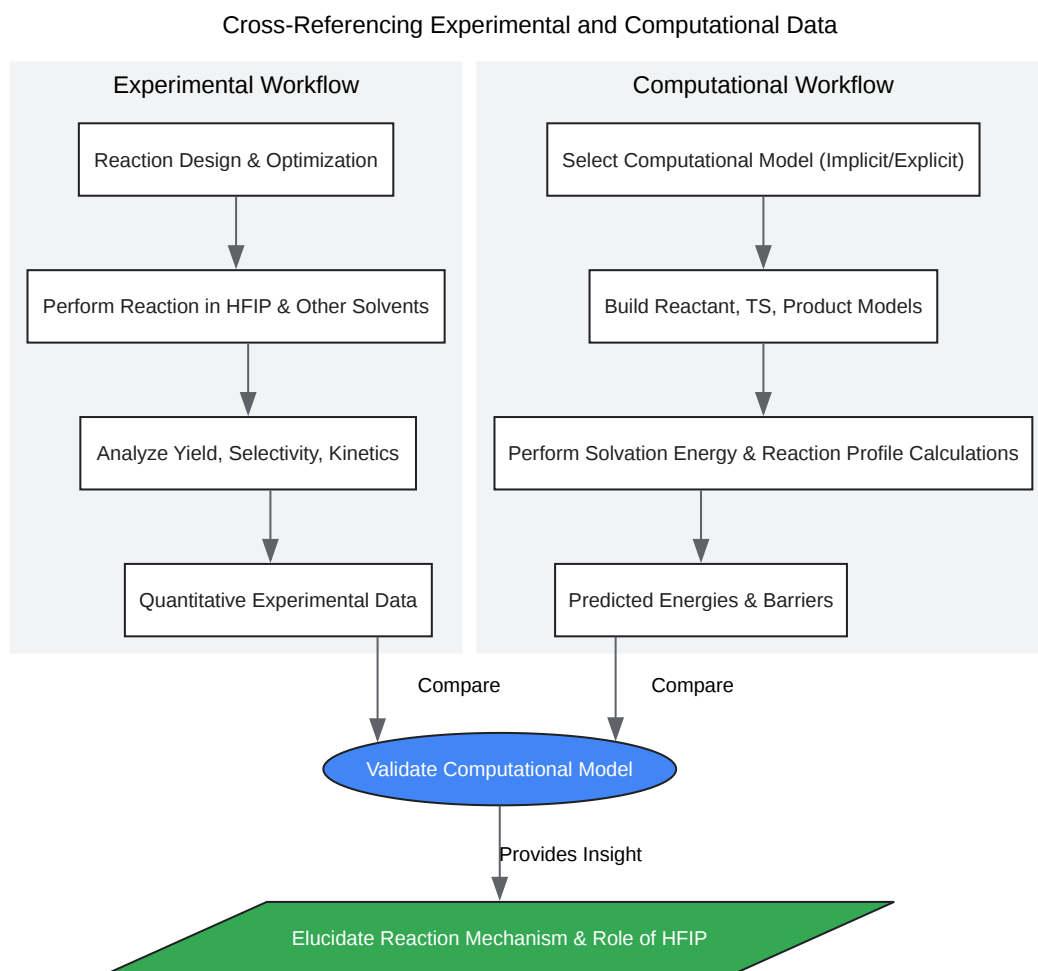 Cross-Referencing Experimental and Computational Data
Experimental Workflow
Reaction Design & Optimization
Perform Reaction in HFIP & Other Solvents
Analyze Yield, Selectivity, Kinetics
Quantitative Experimental Data
Computational Workflow
Select Computational Model (Implicit/Explicit)
Build Reactant, TS, Product Models
Perform Solvation Energy & Reaction Profile Calculations
Predicted Energies & Barriers
Compare
Compare
Validate Computational Model
Provides Insight
Elucidate Reaction Mechanism & Role of HFIP